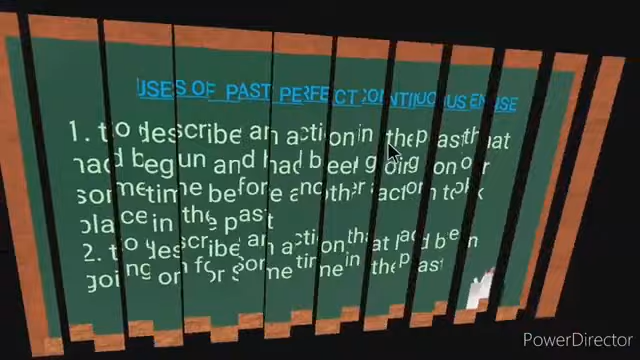 USES OF PAST PERFECT CONTINUOUS TENSE
1. to describe an action in the past that
had begun and had been going on for
sometime before another action took
place in the past
2. to describe an action that had been
going on for some time in the past
PowerDirector